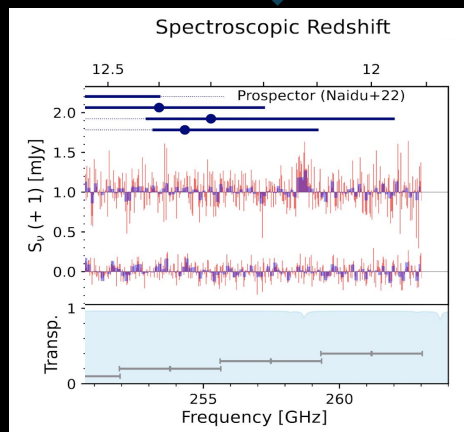 Spectroscopic Redshift
12.5 12
Prospector (Naidu+22)
2.0
1.5
1.0
0.5
0.0
Sν (+ 1) [mJy]
1
0
Transp.
255 260
Frequency [GHz]